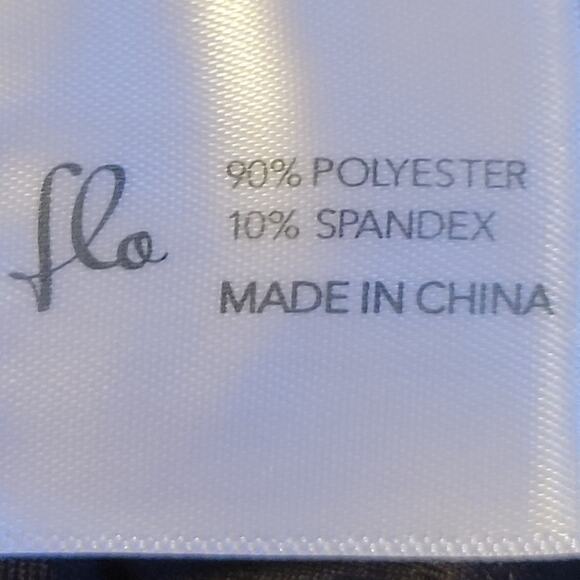 flo
90% POLYESTER
10% SPANDEX
MADE IN CHINA